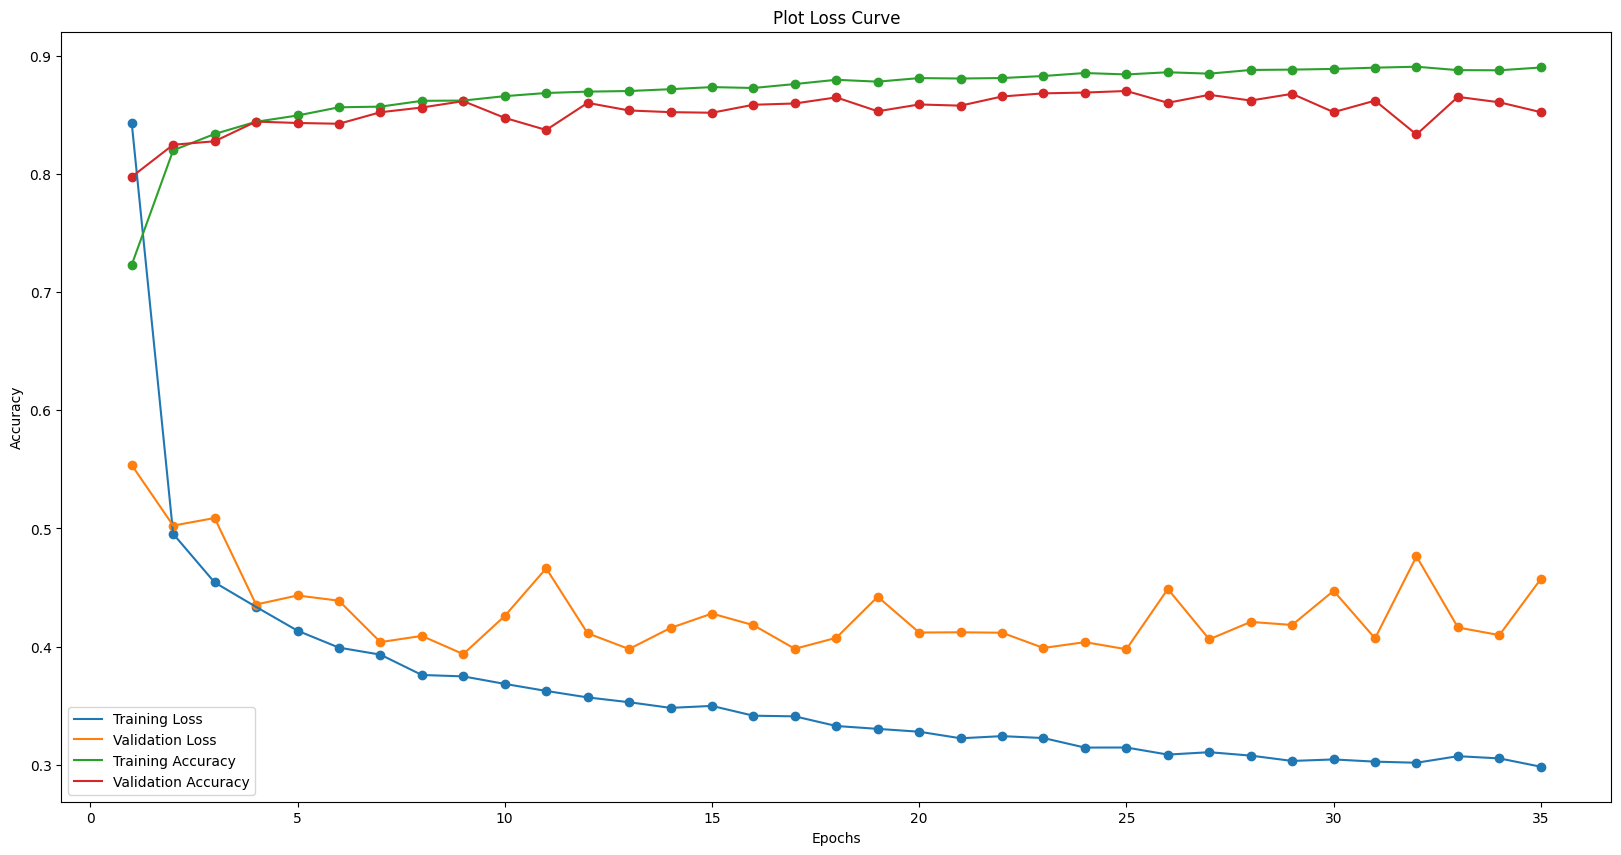 Plot Loss Curve
0.9
0.8
0.7
0.6
0.5
0.4
0.3
Accuracy
Training Loss
Validation Loss
Training Accuracy
Validation Accuracy
0 5 10 15 20 25 30 35
Epochs